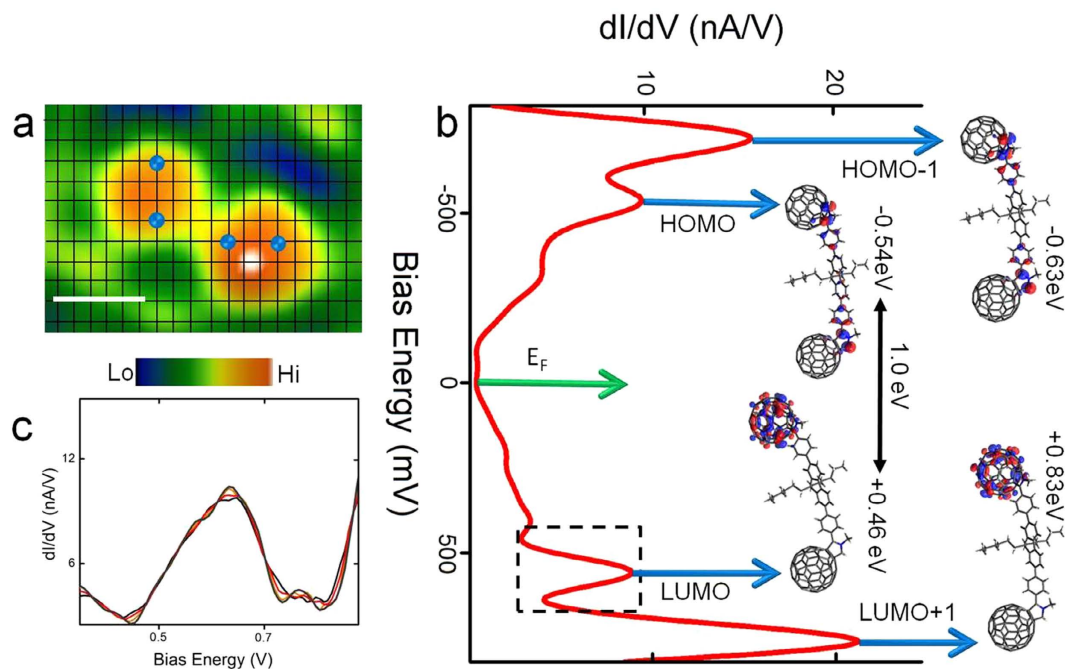 a
Lo
Hi
c
dI/dV (nA/V)
12
6
0.5
0.7
Bias Energy (V)
b
dI/dV (nA/V)
10
20
Bias Energy (mV)
-500
0
500
HOMO-1
-0.63eV
HOMO
-0.54eV
1.0 eV
EF
+0.46 eV
LUMO
+0.83eV
LUMO+1